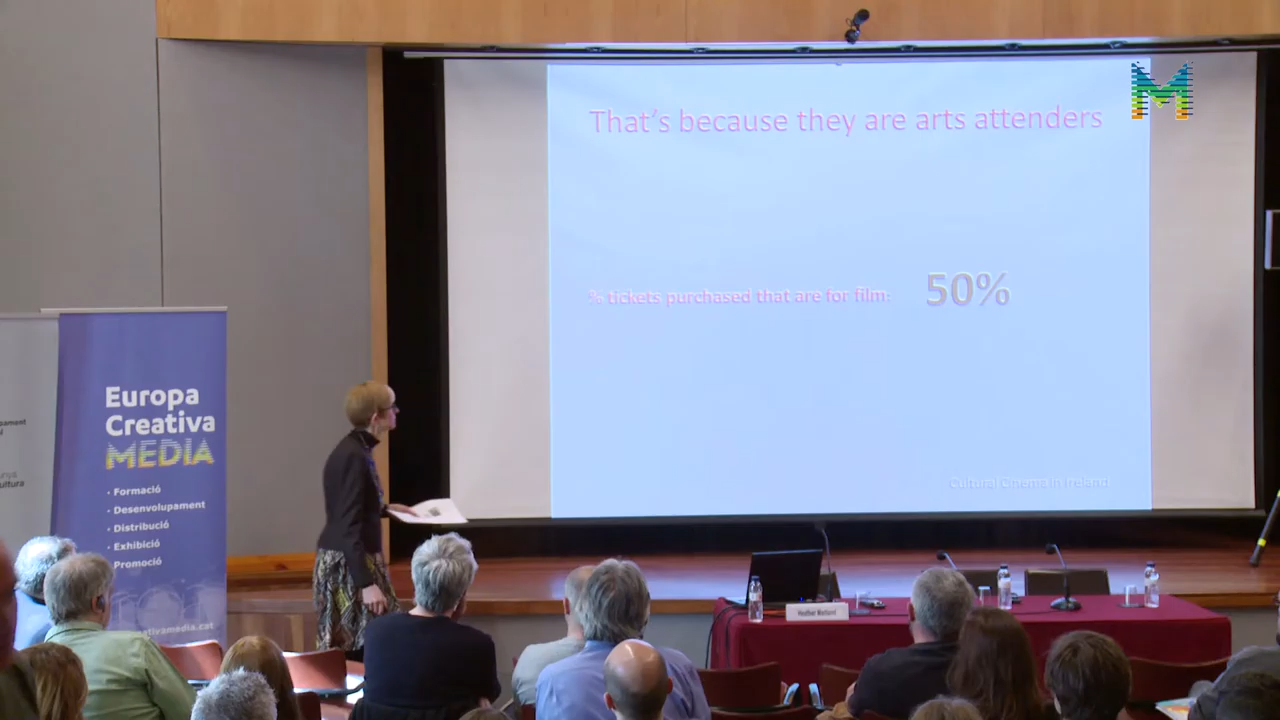 That's because they are arts attenders
% tickets purchased that are for film: 50%
Cultural Cinema in Ireland
Europa
Creativa
MEDIA
· Formació
· Desenvolupament
· Distribució
· Exhibició
· Promoció
M